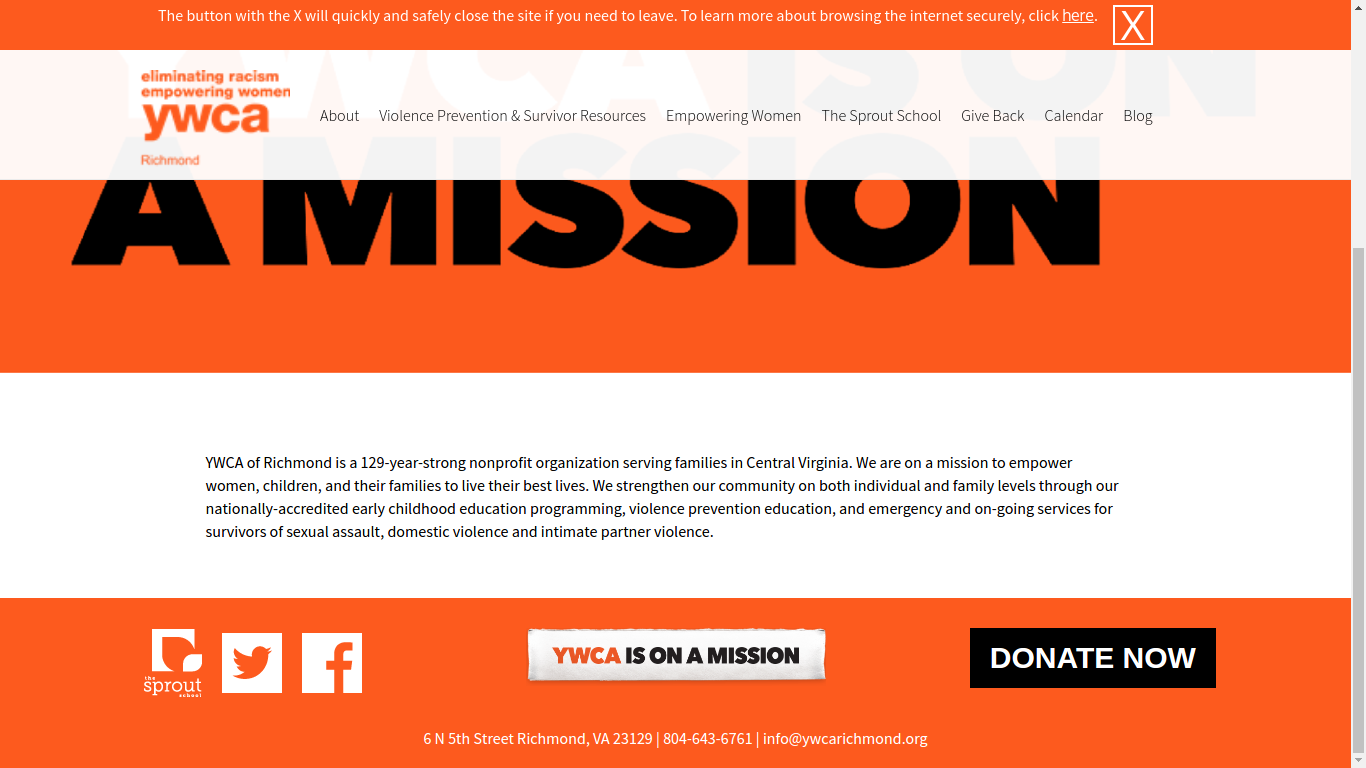 The button with the X will quickly and safely close the site if you need to leave. To learn more about browsing the internet securely, click here.
X
YWCA IS ON
eliminating racism
empowering women
ywca
Richmond
About
Violence Prevention & Survivor Resources
Empowering Women
The Sprout School
Give Back
Calendar
Blog
A MISSION
YWCA of Richmond is a 129-year-strong nonprofit organization serving families in Central Virginia. We are on a mission to empower
women, children, and their families to live their best lives. We strengthen our community on both individual and family levels through our
nationally-accredited early childhood education programming, violence prevention education, and emergency and on-going services for
survivors of sexual assault, domestic violence and intimate partner violence.
the
sprout
school
YWCA IS ON A MISSION
DONATE NOW
6 N 5th Street Richmond, VA 23129 | 804-643-6761 | info@ywcarichmond.org